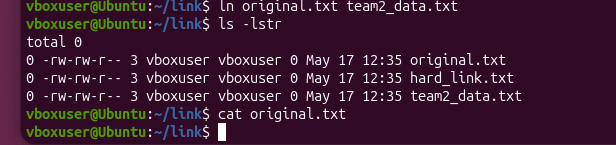 vboxuser@Ubuntu:~/link$ ln original.txt team2_data.txt
vboxuser@Ubuntu:~/link$ ls -lstr
total 0
0 -rw-rw-r-- 3 vboxuser vboxuser 0 May 17 12:35 original.txt
0 -rw-rw-r-- 3 vboxuser vboxuser 0 May 17 12:35 hard_link.txt
0 -rw-rw-r-- 3 vboxuser vboxuser 0 May 17 12:35 team2_data.txt
vboxuser@Ubuntu:~/link$ cat original.txt
vboxuser@Ubuntu:~/link$